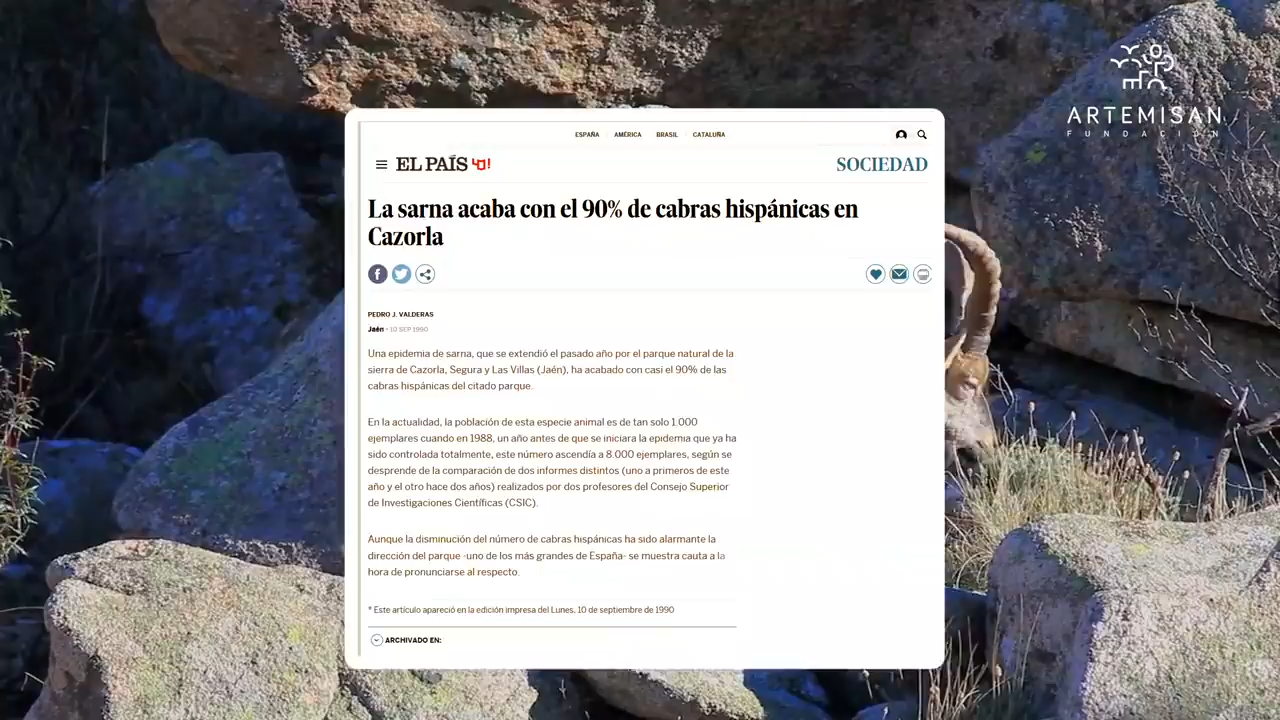 ARTEMISAN
FUNDACIÓN
ESPAÑA
AMÉRICA
BRASIL
CATALUÑA
EL PAÍS 40!
SOCIEDAD
La sarna acaba con el 90% de cabras hispánicas en
Cazorla
PEDRO J. VALDERAS
Jaén - 10 SEP 1990
Una epidemia de sarna, que se extendió el pasado año por el parque natural de la
sierra de Cazorla, Segura y Las Villas (Jaén), ha acabado con casi el 90% de las
cabras hispánicas del citado parque.
En la actualidad, la población de esta especie animal es de tan solo 1.000
ejemplares cuando en 1988, un año antes de que se iniciara la epidemia que ya ha
sido controlada totalmente, este número ascendía a 8.000 ejemplares, según se
desprende de la comparación de dos informes distintos (uno a primeros de este
año y el otro hace dos años) realizados por dos profesores del Consejo Superior
de Investigaciones Científicas (CSIC).
Aunque la disminución del número de cabras hispánicas ha sido alarmante la
dirección del parque -uno de los más grandes de España- se muestra cauta a la
hora de pronunciarse al respecto.
* Este artículo apareció en la edición impresa del Lunes, 10 de septiembre de 1990
ARCHIVADO EN: